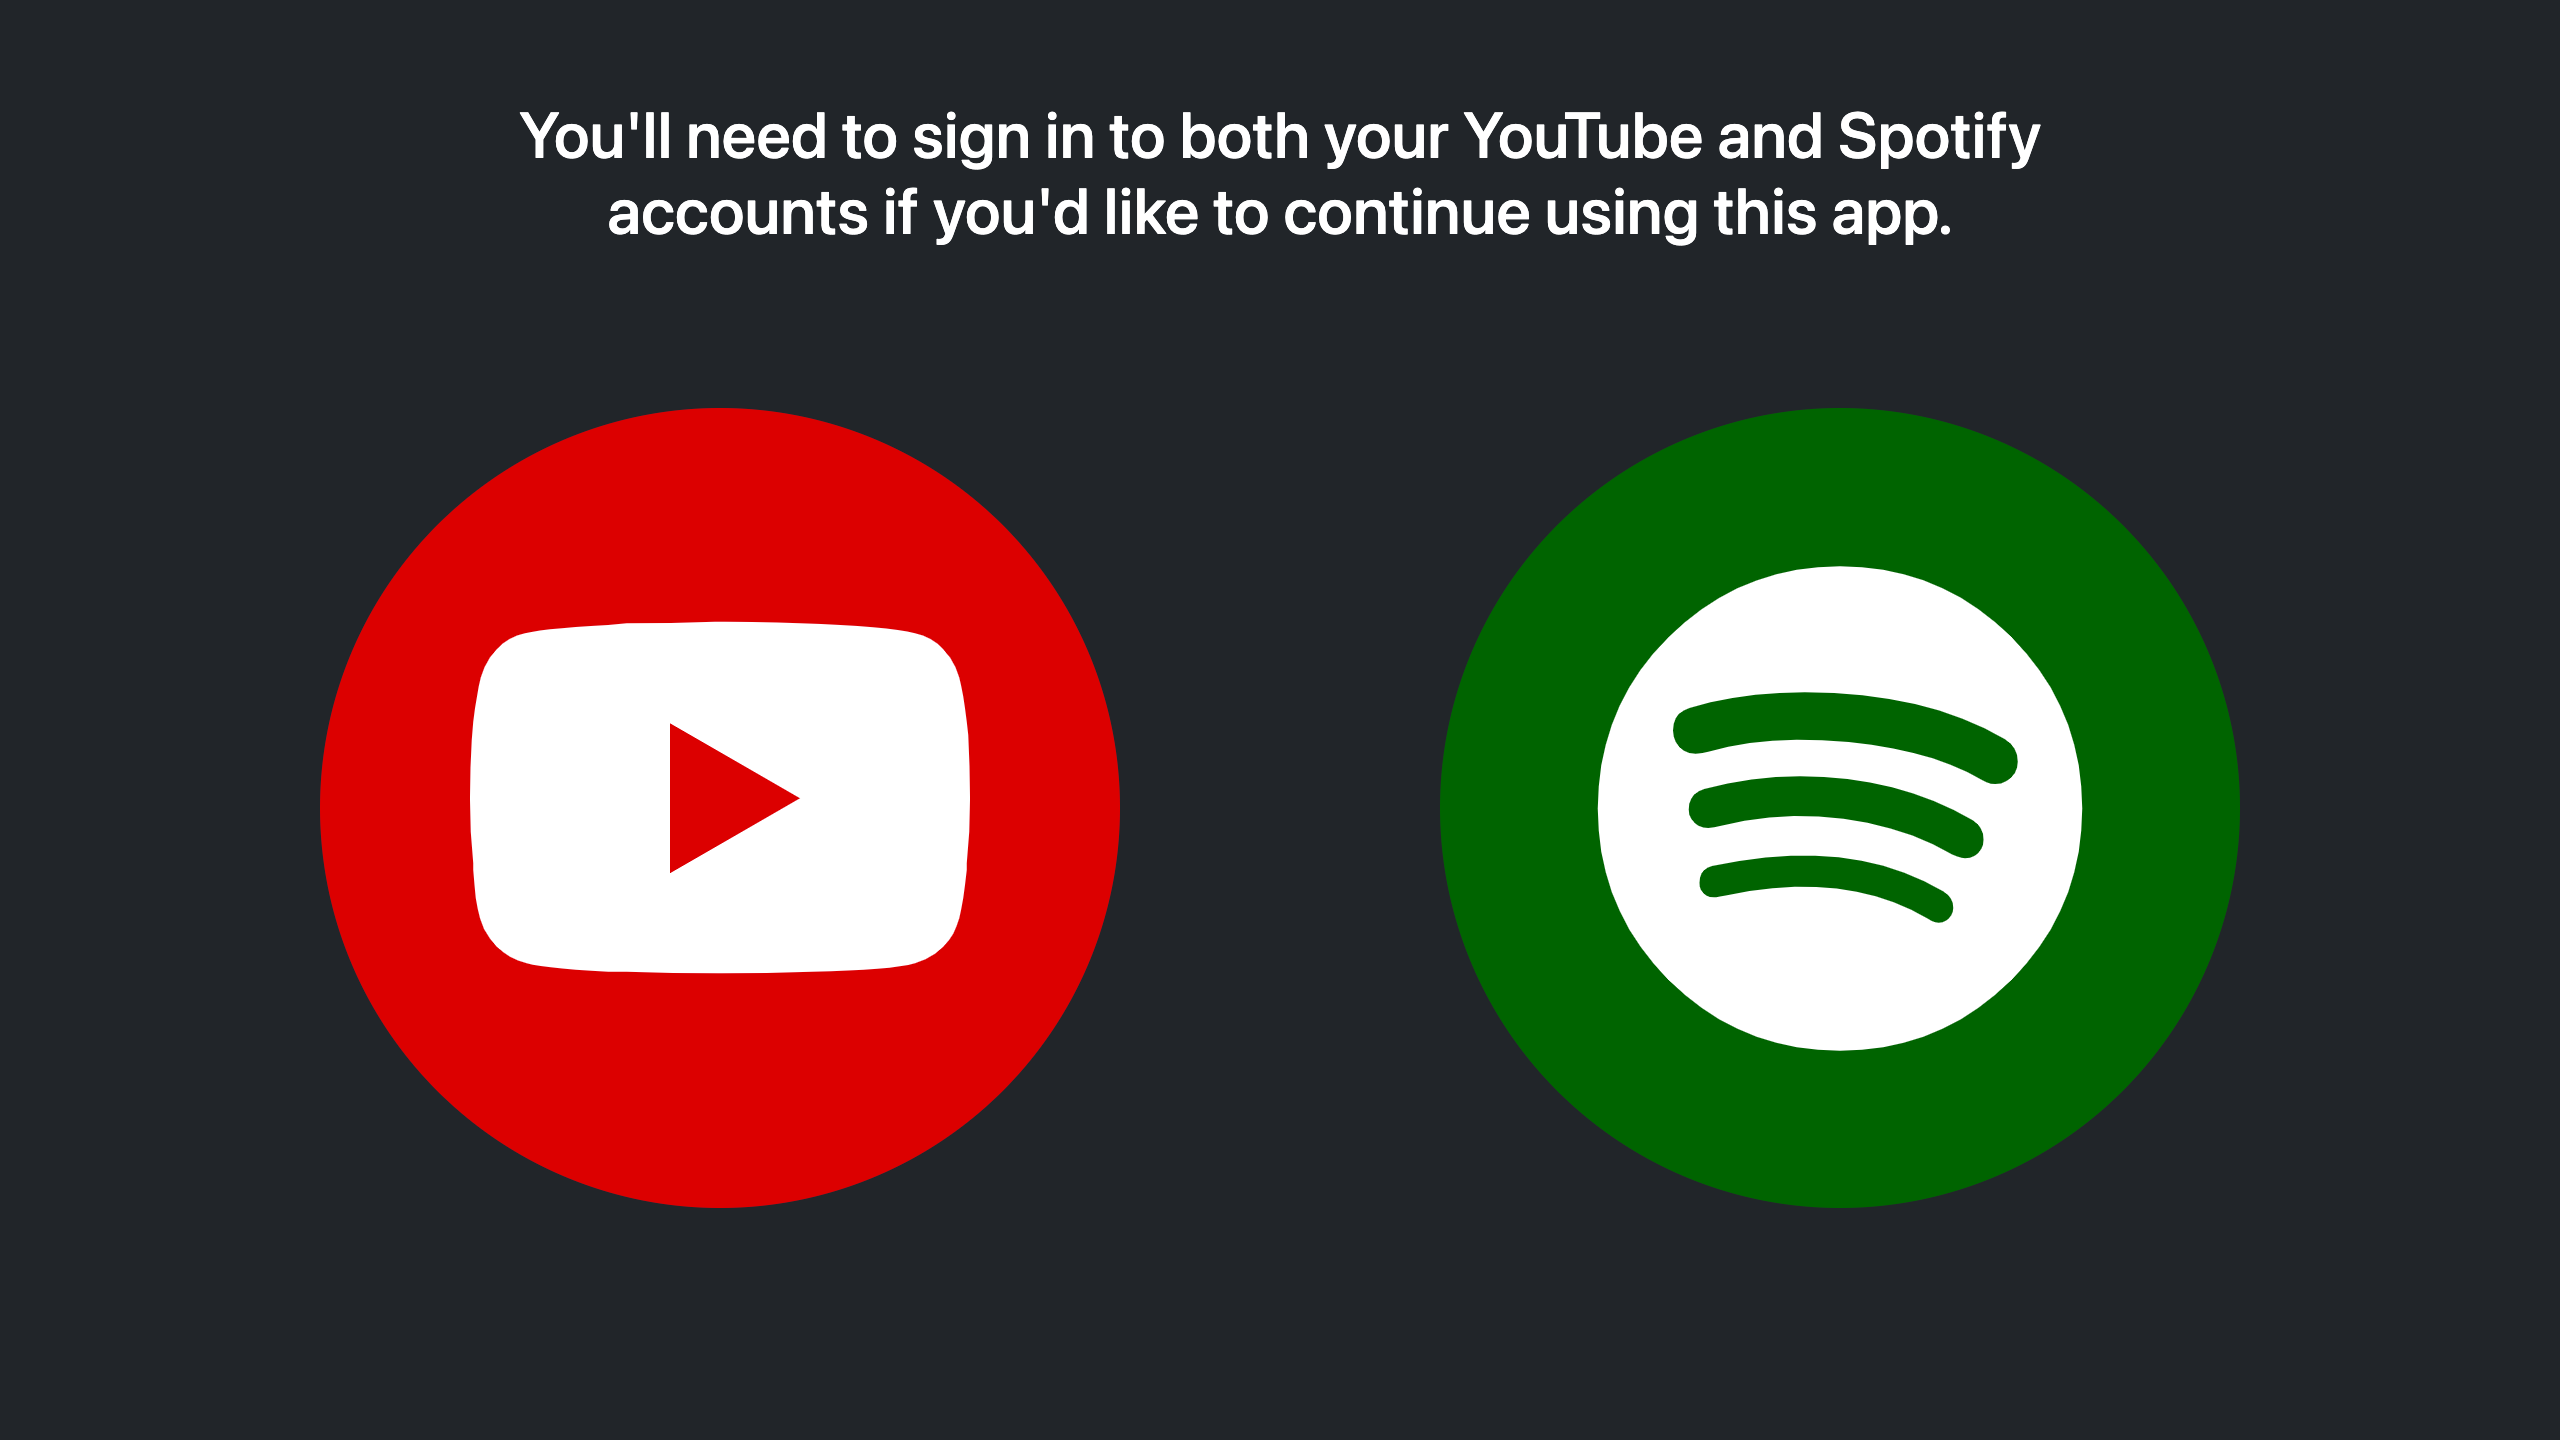 You'll need to sign in to both your YouTube and Spotify
accounts if you'd like to continue using this app.